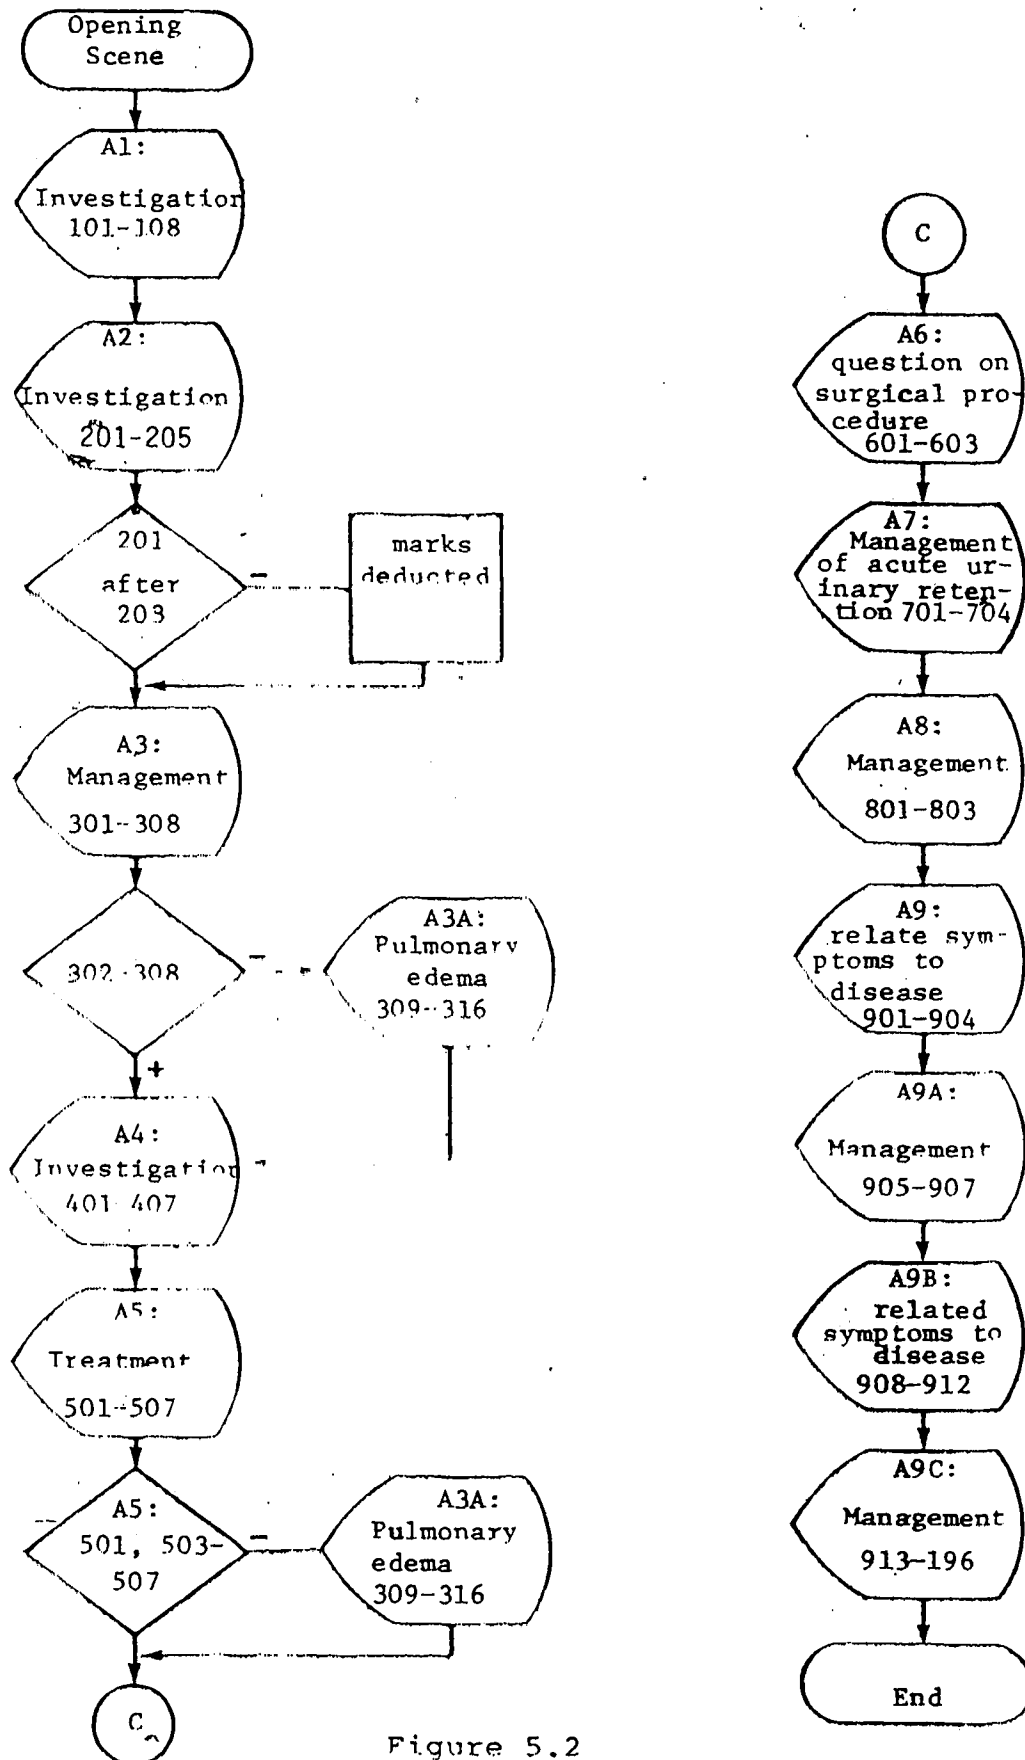 Opening
Scene
A1:
Investigation
101-108
A2:
Investigation
201-205
201
after
203
-
marks
deducted
A3:
Management
301-308
302-308
-
+
A3A:
Pulmonary
edema
309-316
A4:
Investigation
401-407
A5:
Treatment
501-507
A5:
501, 503-
507
-
A3A:
Pulmonary
edema
309-316
C
C
A6:
question on
surgical pro-
cedure
601-603
A7:
Management
of acute ur-
inary reten-
tion 701-704
A8:
Management
801-803
A9:
relate sym-
ptoms to
disease
901-904
A9A:
Management
905-907
A9B:
related
symptoms to
disease
908-912
A9C:
Management
913-196
End
Figure 5.2